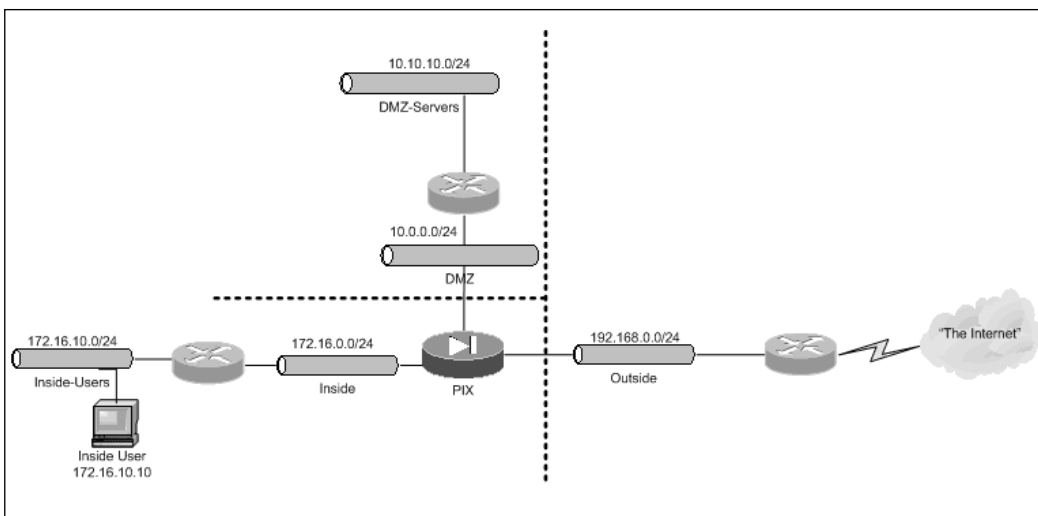 10.10.10.0/24
DMZ-Servers
10.0.0.0/24
DMZ
172.16.10.0/24
Inside-Users
Inside User
172.16.10.10
172.16.0.0/24
Inside
PIX
192.168.0.0/24
Outside
"The Internet"